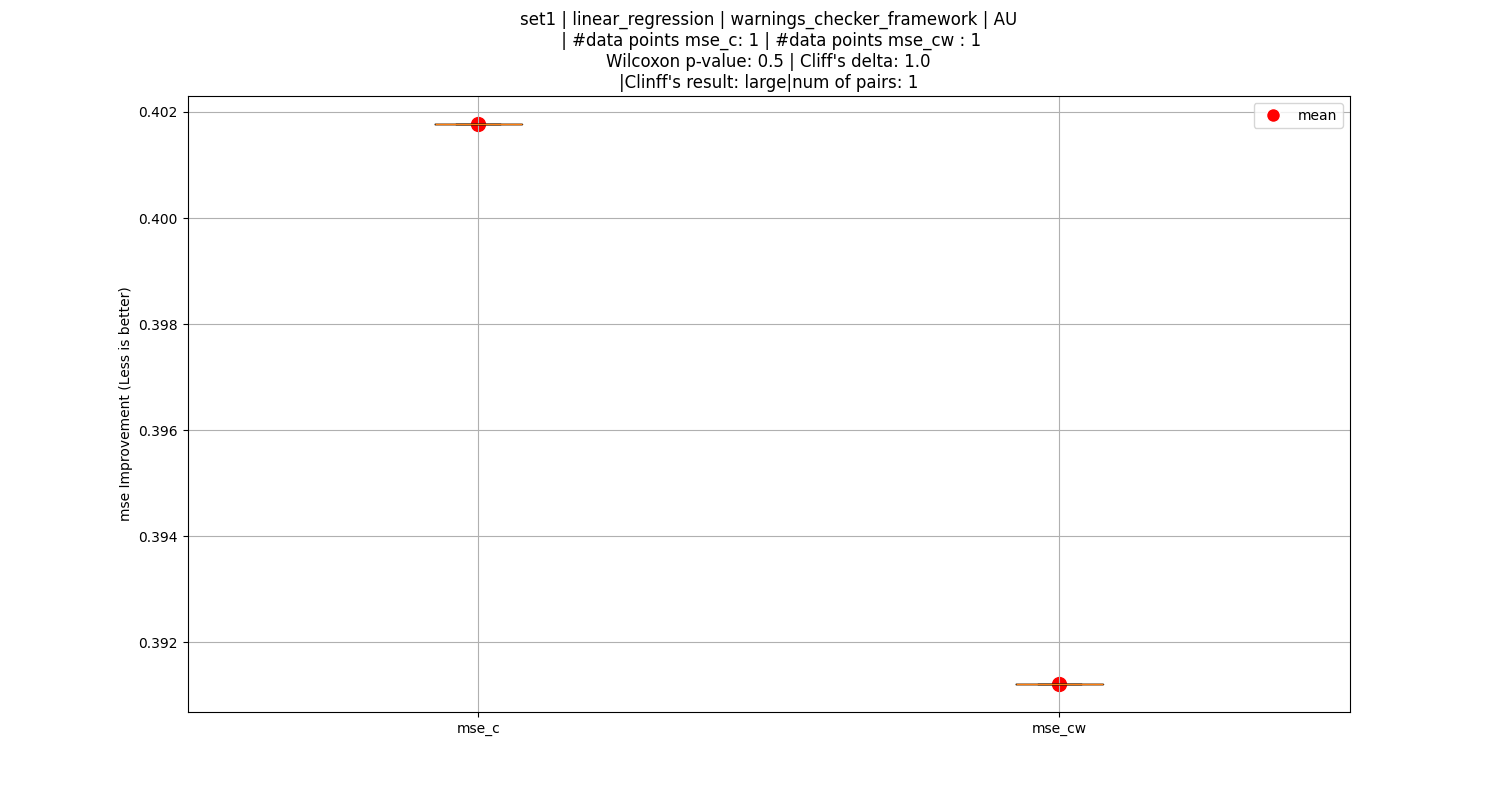 set1 | linear_regression | warnings_checker_framework | AU
| #data points mse_c: 1 | #data points mse_cw : 1
Wilcoxon p-value: 0.5 | Cliff's delta: 1.0
|Clinff's result: large|num of pairs: 1
mean
0.402
0.400
0.398
0.396
0.394
0.392
mse Improvement (Less is better)
mse_c
mse_cw